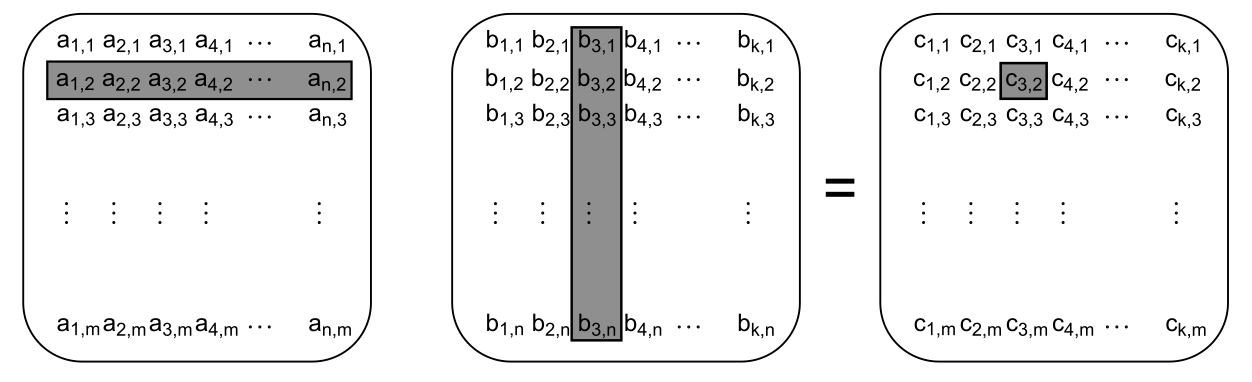 a1,1 a2,1 a3,1 a4,1 ⋯ an,1 b1,1 b2,1 b3,1 b4,1 ⋯ bk,1 c1,1 c2,1 c3,1 c4,1 ⋯ ck,1
a1,2 a2,2 a3,2 a4,2 ⋯ an,2 b1,2 b2,2 b3,2 b4,2 ⋯ bk,2 c1,2 c2,2 c3,2 c4,2 ⋯ ck,2
a1,3 a2,3 a3,3 a4,3 ⋯ an,3 b1,3 b2,3 b3,3 b4,3 ⋯ bk,3 c1,3 c2,3 c3,3 c4,3 ⋯ ck,3
=
⋮ ⋮ ⋮ ⋮ ⋮ ⋮ ⋮ ⋮ ⋮ ⋮ ⋮ ⋮ ⋮ ⋮ ⋮
a1,m a2,m a3,m a4,m ⋯ an,m b1,n b2,n b3,n b4,n ⋯ bk,n c1,m c2,m c3,m c4,m ⋯ ck,m